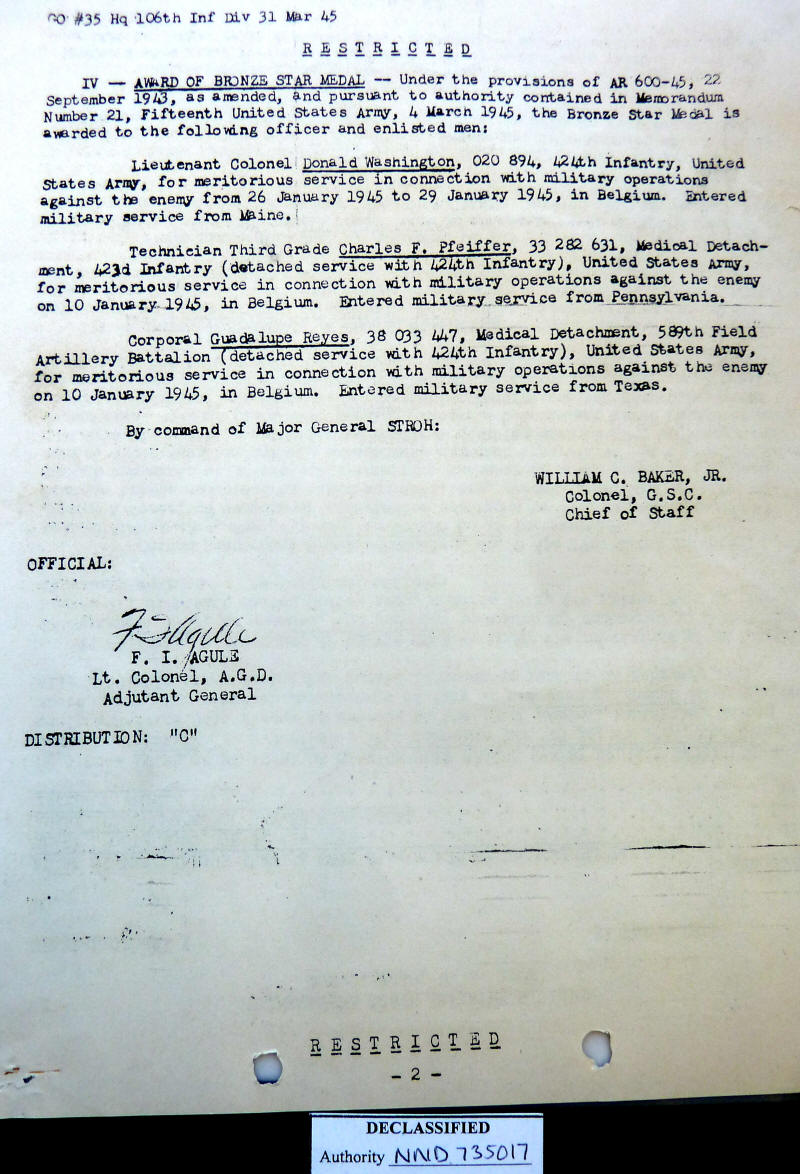 GO #35 Hq 106th Inf Div 31 Mar 45
R E S T R I C T E D
IV — AWARD OF BRONZE STAR MEDAL -- Under the provisions of AR 600-45, 22
September 1943, as amended, and pursuant to authority contained in Memorandum
Number 21, Fifteenth United States Army, 4 March 1945, the Bronze Star Medal is
awarded to the following officer and enlisted men:
Lieutenant Colonel Donald Washington, 020 894, 424th Infantry, United
States Army, for meritorious service in connection with military operations
against the enemy from 26 January 1945 to 29 January 1945, in Belgium. Entered
military service from Maine.
Technician Third Grade Charles F. Pfeiffer, 33 282 631, Medical Detach-
ment, 423d Infantry (detached service with 424th Infantry), United States Army,
for meritorious service in connection with military operations against the enemy
on 10 January 1945, in Belgium. Entered military service from Pennsylvania.
Corporal Guadalupe Reyes, 38 033 447, Medical Detachment, 589th Field
Artillery Battalion (detached service with 424th Infantry), United States Army,
for meritorious service in connection with military operations against the enemy
on 10 January 1945, in Belgium. Entered military service from Texas.
By command of Major General STROH:
WILLIAM C. BAKER, JR.
Colonel, G.S.C.
Chief of Staff
OFFICIAL:
F I Agule
F. I. AGULE
Lt. Colonel, A.G.D.
Adjutant General
DISTRIBUTION: "C"
R E S T R I C T E D
- 2 -
DECLASSIFIED
Authority NND 735017